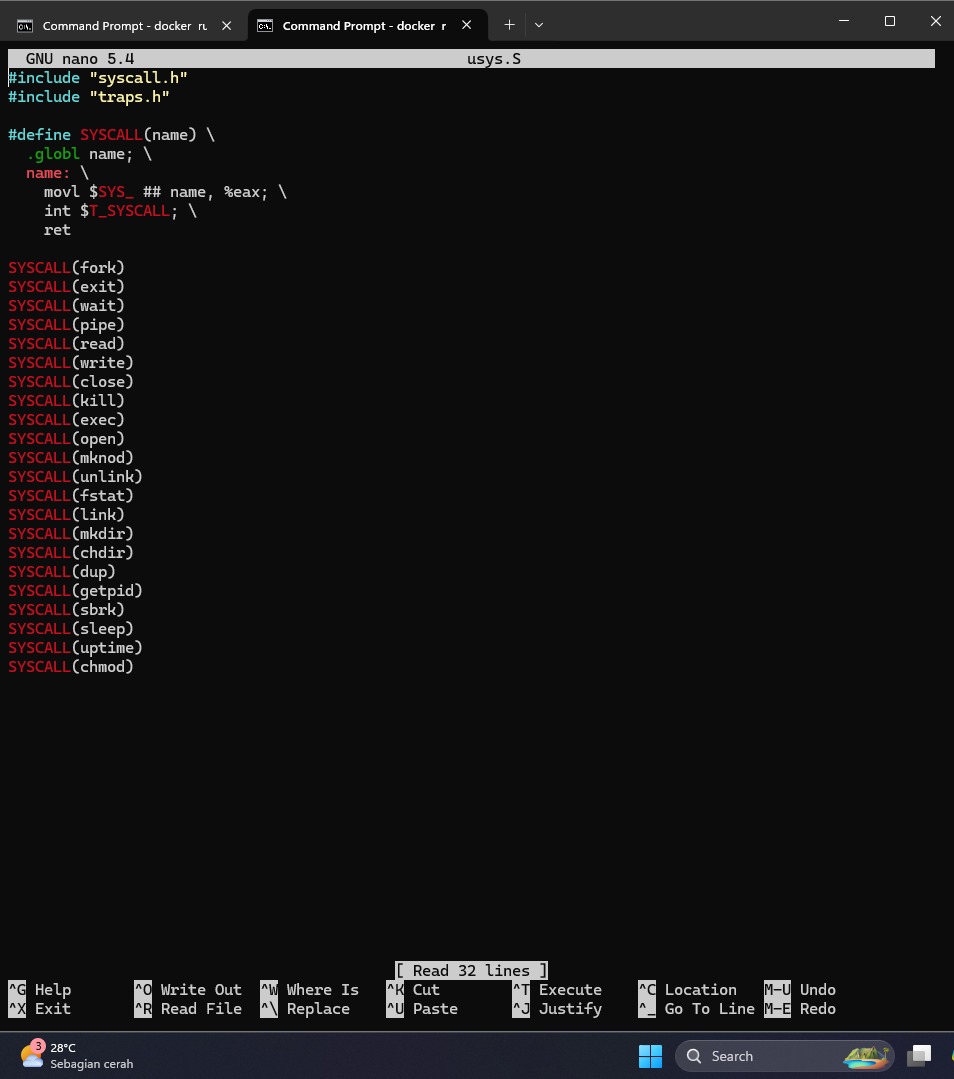 Command Prompt - docker ru
Command Prompt - docker r
GNU nano 5.4 usys.S
#include "syscall.h"
#include "traps.h"
#define SYSCALL(name) \
  .globl name; \
  name: \
    movl $SYS_ ## name, %eax; \
    int $T_SYSCALL; \
    ret
SYSCALL(fork)
SYSCALL(exit)
SYSCALL(wait)
SYSCALL(pipe)
SYSCALL(read)
SYSCALL(write)
SYSCALL(close)
SYSCALL(kill)
SYSCALL(exec)
SYSCALL(open)
SYSCALL(mknod)
SYSCALL(unlink)
SYSCALL(fstat)
SYSCALL(link)
SYSCALL(mkdir)
SYSCALL(chdir)
SYSCALL(dup)
SYSCALL(getpid)
SYSCALL(sbrk)
SYSCALL(sleep)
SYSCALL(uptime)
SYSCALL(chmod)
[ Read 32 lines ]
^G Help ^O Write Out ^W Where Is ^K Cut ^T Execute ^C Location M-U Undo
^X Exit ^R Read File ^\ Replace ^U Paste ^J Justify ^_ Go To Line M-E Redo
3
28°C
Sebagian cerah
Search